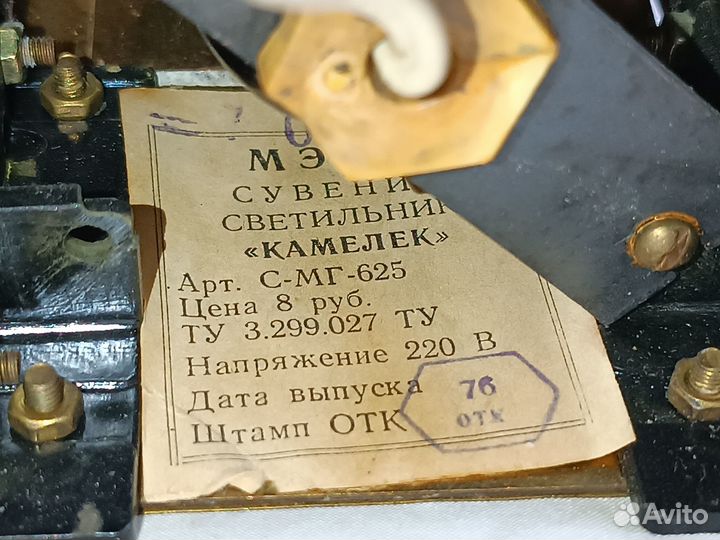 МЭ
СУВЕНИ
СВЕТИЛЬНИК
«КАМЕЛЕК»
Арт. С-МГ-625
Цена 8 руб.
ТУ 3.299.027 ТУ
Напряжение 220 В
Дата выпуска
Штамп ОТК
76
ОТК
Avito